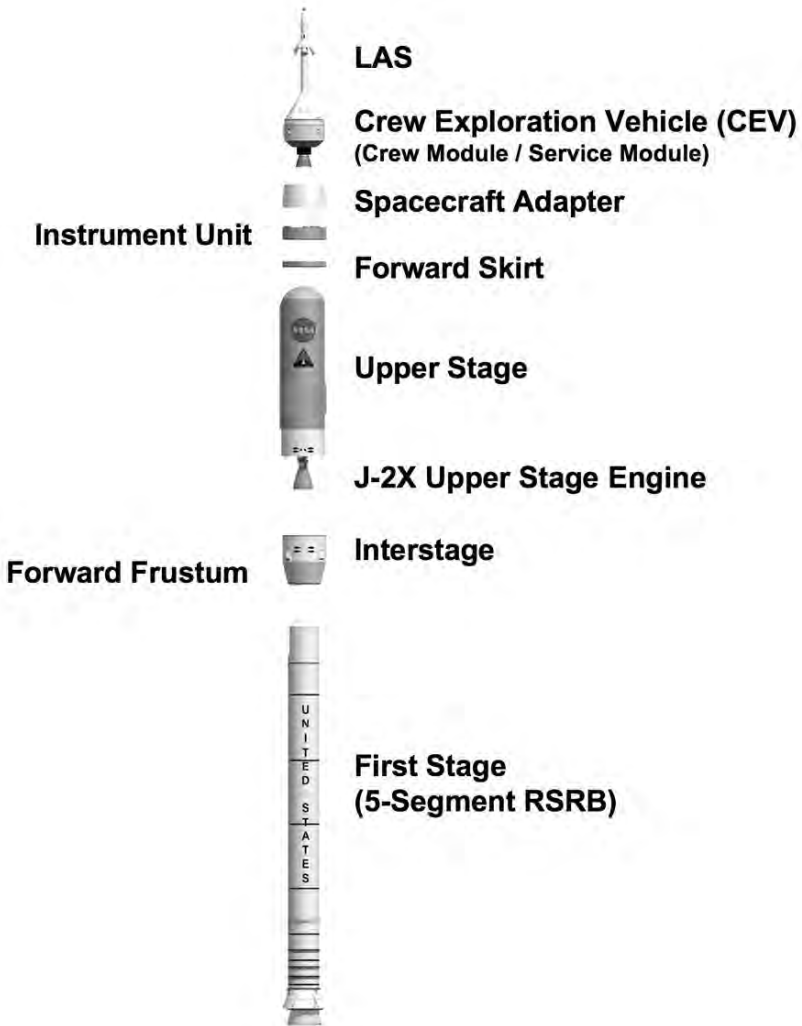 LAS
Crew Exploration Vehicle (CEV)
(Crew Module / Service Module)
Spacecraft Adapter
Instrument Unit
Forward Skirt
NASA
Upper Stage
J-2X Upper Stage Engine
Interstage
Forward Frustum
UNITED STATES
First Stage
(5-Segment RSRB)